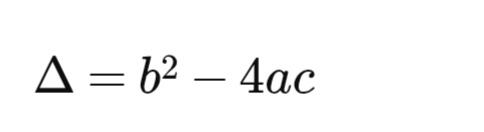 Δ = b² − 4ac